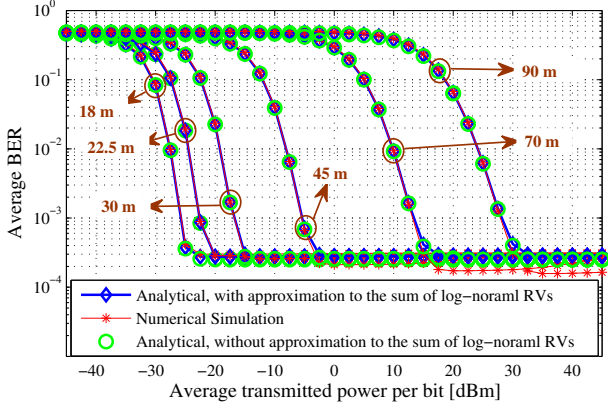 10^0
10^-1
10^-2
10^-3
10^-4
Average BER
18 m
22.5 m
30 m
45 m
70 m
90 m
Analytical, with approximation to the sum of log-noraml RVs
Numerical Simulation
Analytical, without approximation to the sum of log-noraml RVs
-40 -30 -20 -10 0 10 20 30 40
Average transmitted power per bit [dBm]